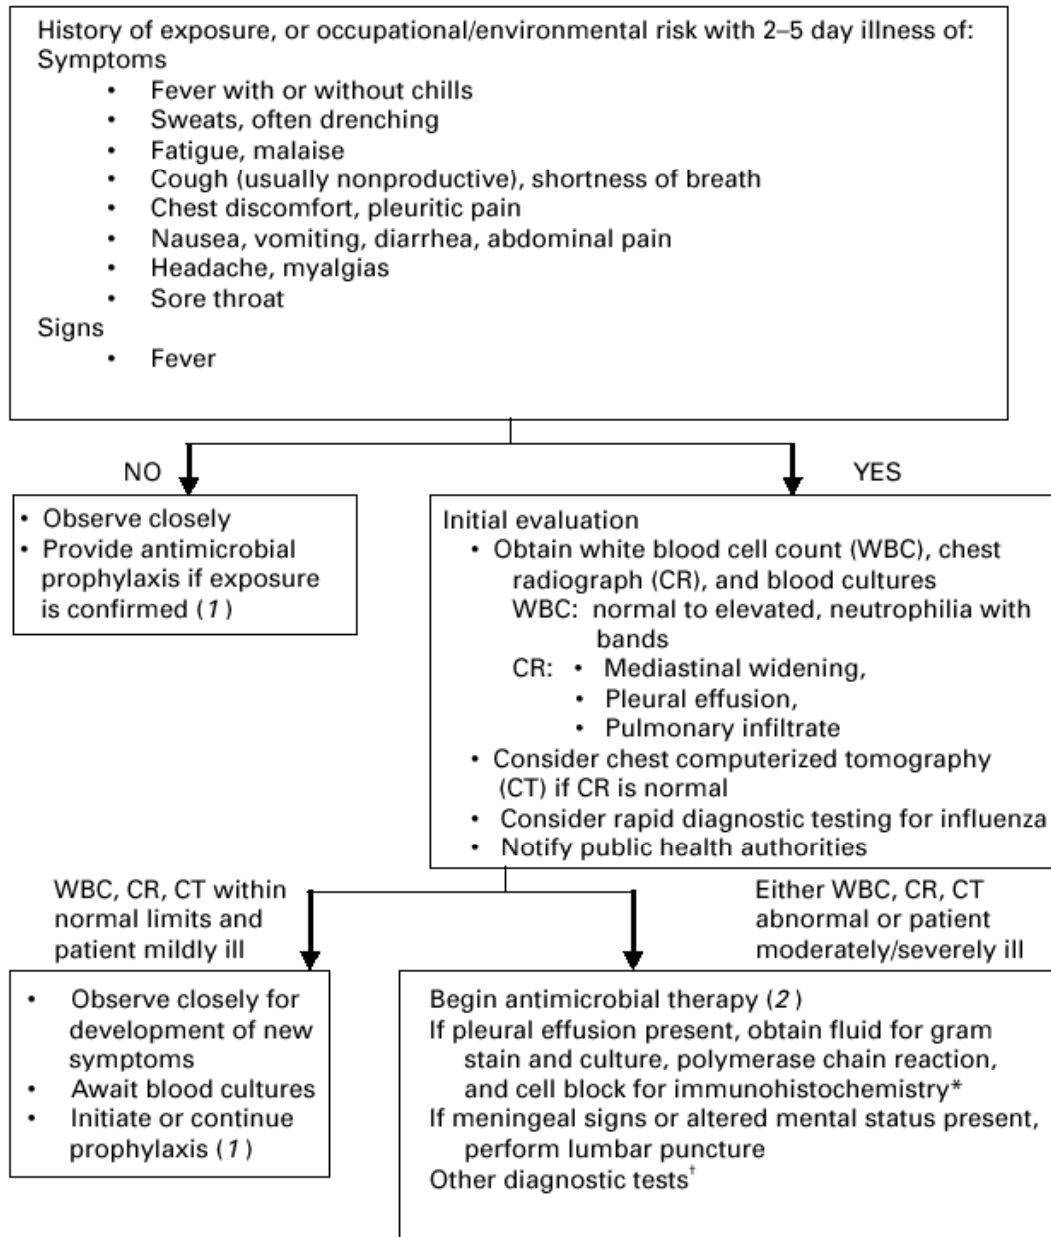 History of exposure, or occupational/environmental risk with 2–5 day illness of:
Symptoms
• Fever with or without chills
• Sweats, often drenching
• Fatigue, malaise
• Cough (usually nonproductive), shortness of breath
• Chest discomfort, pleuritic pain
• Nausea, vomiting, diarrhea, abdominal pain
• Headache, myalgias
• Sore throat
Signs
• Fever
NO
YES
• Observe closely
• Provide antimicrobial
prophylaxis if exposure
is confirmed (1)
Initial evaluation
• Obtain white blood cell count (WBC), chest
radiograph (CR), and blood cultures
WBC: normal to elevated, neutrophilia with
bands
CR: • Mediastinal widening,
• Pleural effusion,
• Pulmonary infiltrate
• Consider chest computerized tomography
(CT) if CR is normal
• Consider rapid diagnostic testing for influenza
• Notify public health authorities
WBC, CR, CT within
normal limits and
patient mildly ill
Either WBC, CR, CT
abnormal or patient
moderately/severely ill
• Observe closely for
development of new
symptoms
• Await blood cultures
• Initiate or continue
prophylaxis (1)
Begin antimicrobial therapy (2)
If pleural effusion present, obtain fluid for gram
stain and culture, polymerase chain reaction,
and cell block for immunohistochemistry*
If meningeal signs or altered mental status present,
perform lumbar puncture
Other diagnostic tests†